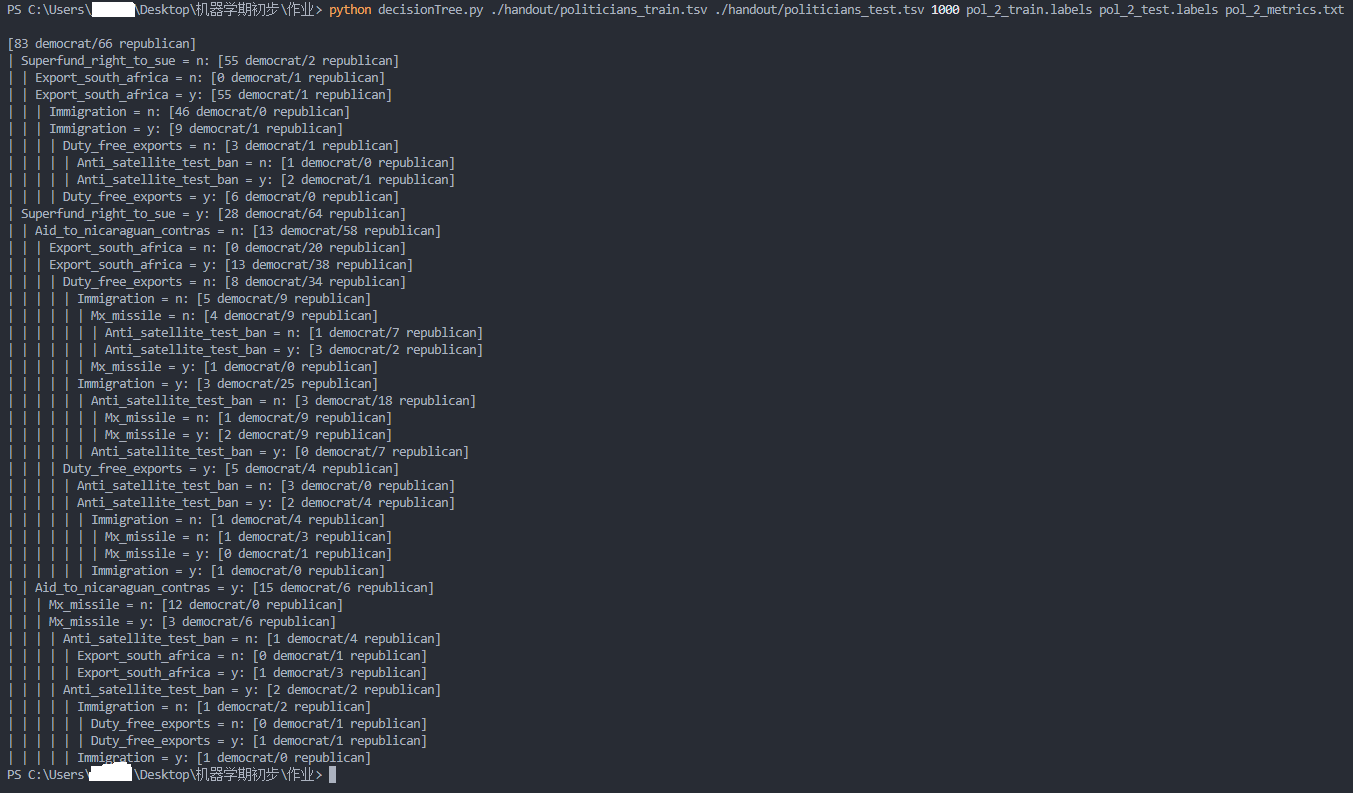 PS C:\Users\ \Desktop\机器学期初步\作业> python decisionTree.py ./handout/politicians_train.tsv ./handout/politicians_test.tsv 1000 pol_2_train.labels pol_2_test.labels pol_2_metrics.txt
[83 democrat/66 republican]
| Superfund_right_to_sue = n: [55 democrat/2 republican]
| | Export_south_africa = n: [0 democrat/1 republican]
| | Export_south_africa = y: [55 democrat/1 republican]
| | | Immigration = n: [46 democrat/0 republican]
| | | Immigration = y: [9 democrat/1 republican]
| | | | Duty_free_exports = n: [3 democrat/1 republican]
| | | | | Anti_satellite_test_ban = n: [1 democrat/0 republican]
| | | | | Anti_satellite_test_ban = y: [2 democrat/1 republican]
| | | | Duty_free_exports = y: [6 democrat/0 republican]
| Superfund_right_to_sue = y: [28 democrat/64 republican]
| | Aid_to_nicaraguan_contras = n: [13 democrat/58 republican]
| | | Export_south_africa = n: [0 democrat/20 republican]
| | | Export_south_africa = y: [13 democrat/38 republican]
| | | | Duty_free_exports = n: [8 democrat/34 republican]
| | | | | Immigration = n: [5 democrat/9 republican]
| | | | | | Mx_missile = n: [4 democrat/9 republican]
| | | | | | | Anti_satellite_test_ban = n: [1 democrat/7 republican]
| | | | | | | Anti_satellite_test_ban = y: [3 democrat/2 republican]
| | | | | | Mx_missile = y: [1 democrat/0 republican]
| | | | | Immigration = y: [3 democrat/25 republican]
| | | | | | Anti_satellite_test_ban = n: [3 democrat/18 republican]
| | | | | | | Mx_missile = n: [1 democrat/9 republican]
| | | | | | | Mx_missile = y: [2 democrat/9 republican]
| | | | | | Anti_satellite_test_ban = y: [0 democrat/7 republican]
| | | | Duty_free_exports = y: [5 democrat/4 republican]
| | | | | Anti_satellite_test_ban = n: [3 democrat/0 republican]
| | | | | Anti_satellite_test_ban = y: [2 democrat/4 republican]
| | | | | | Immigration = n: [1 democrat/4 republican]
| | | | | | | Mx_missile = n: [1 democrat/3 republican]
| | | | | | | Mx_missile = y: [0 democrat/1 republican]
| | | | | | Immigration = y: [1 democrat/0 republican]
| | Aid_to_nicaraguan_contras = y: [15 democrat/6 republican]
| | | Mx_missile = n: [12 democrat/0 republican]
| | | Mx_missile = y: [3 democrat/6 republican]
| | | | Anti_satellite_test_ban = n: [1 democrat/4 republican]
| | | | | Export_south_africa = n: [0 democrat/1 republican]
| | | | | Export_south_africa = y: [1 democrat/3 republican]
| | | | Anti_satellite_test_ban = y: [2 democrat/2 republican]
| | | | | Immigration = n: [1 democrat/2 republican]
| | | | | | Duty_free_exports = n: [0 democrat/1 republican]
| | | | | | Duty_free_exports = y: [1 democrat/1 republican]
| | | | | Immigration = y: [1 democrat/0 republican]
PS C:\Users\ \Desktop\机器学期初步\作业>